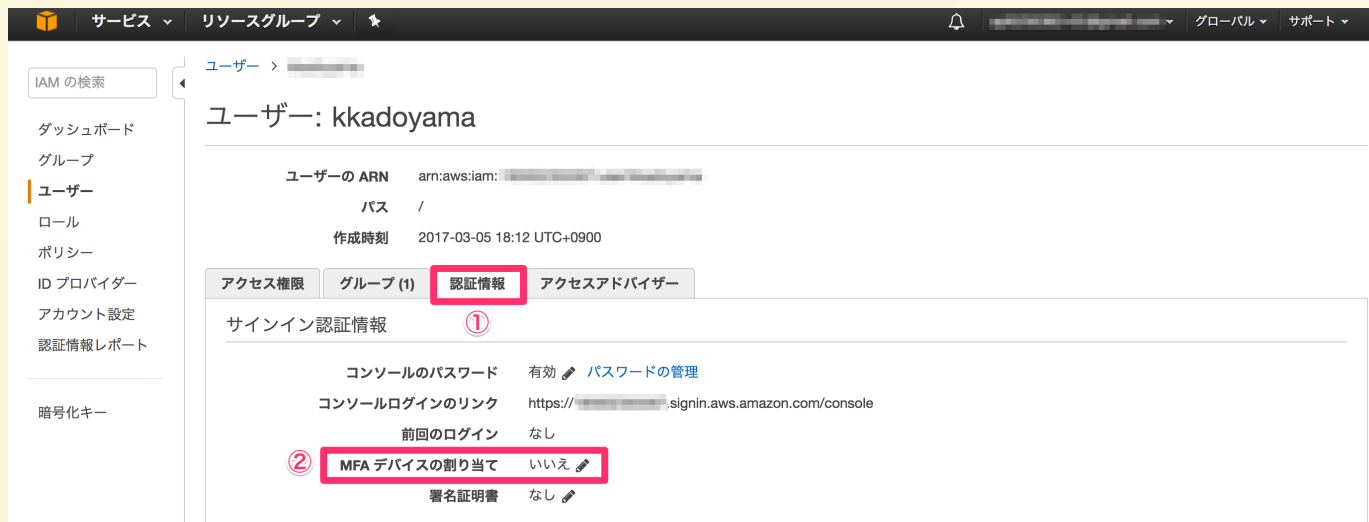 サービス リソースグループ グローバル サポート
IAM の検索
ダッシュボード
グループ
ユーザー
ロール
ポリシー
ID プロバイダー
アカウント設定
認証情報レポート
暗号化キー
ユーザー >
ユーザー: kkadoyama
ユーザーの ARN arn:aws:iam:
パス /
作成時刻 2017-03-05 18:12 UTC+0900
アクセス権限 グループ (1) 認証情報 アクセスアドバイザー
サインイン認証情報 ①
コンソールのパスワード 有効 パスワードの管理
コンソールログインのリンク https:// .signin.aws.amazon.com/console
前回のログイン なし
② MFA デバイスの割り当て いいえ
署名証明書 なし